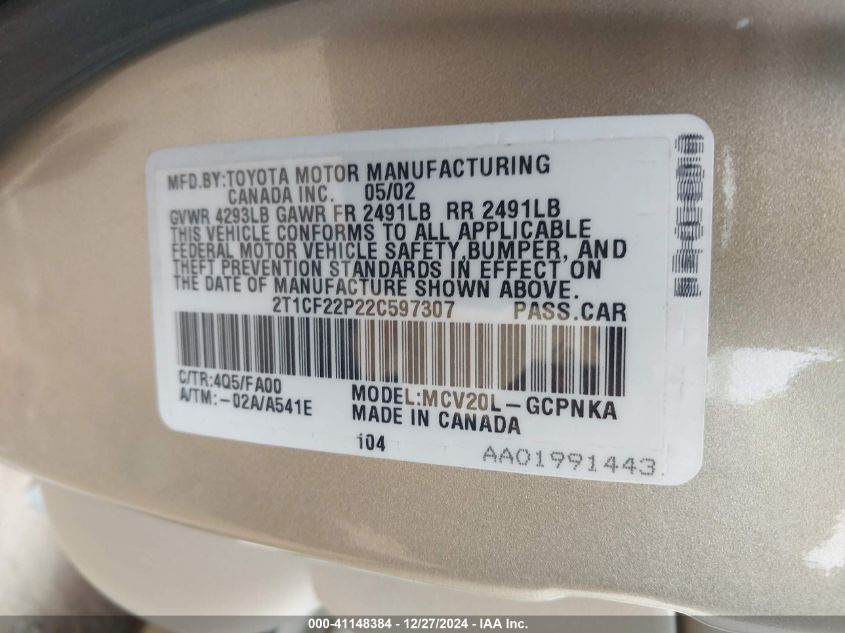 MFD.BY:TOYOTA MOTOR MANUFACTURING
CANADA INC. 05/02
GVWR 4293LB GAWR FR 2491LB RR 2491LB
THIS VEHICLE CONFORMS TO ALL APPLICABLE
FEDERAL MOTOR VEHICLE SAFETY,BUMPER, AND
THEFT PREVENTION STANDARDS IN EFFECT ON
THE DATE OF MANUFACTURE SHOWN ABOVE.
2T1CF22P22C597307 PASS.CAR
C/TR:4Q5/FA00
A/TM:-02A/A541E
MODEL:MCV20L-GCPNKA
MADE IN CANADA
104
AA01991443
000-41148384 - 12/27/2024 - IAA Inc.